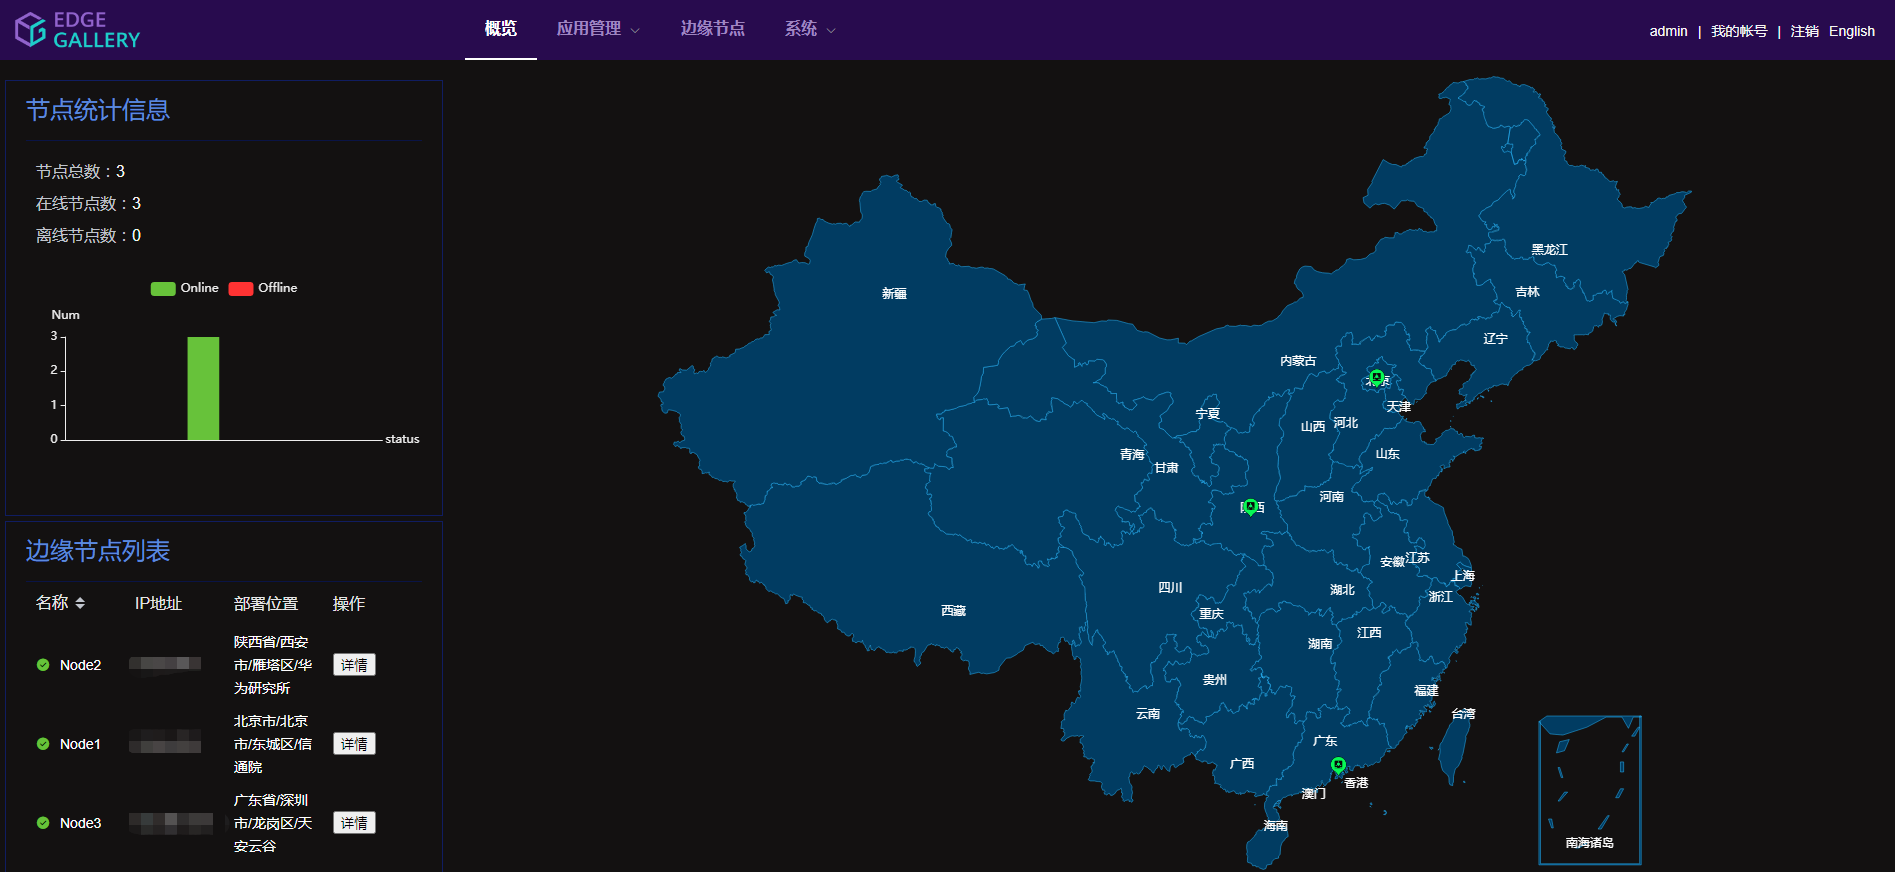 EDGE
GALLERY
概览 应用管理 边缘节点 系统
admin | 我的帐号 | 注销 English
节点统计信息
节点总数：3
在线节点数：3
离线节点数：0
Online Offline
Num
3
2
1
0
status
边缘节点列表
名称 IP地址 部署位置 操作
Node2
陕西省/西安
市/雁塔区/华
为研究所
详情
Node1
北京市/北京
市/东城区/信
通院
详情
Node3
广东省/深圳
市/龙岗区/天
安云谷
详情
黑龙江
新疆
吉林
辽宁
内蒙古
天津
宁夏
山西
河北
青海
甘肃
山东
河南
安徽
江苏
上海
四川
湖北
浙江
西藏
重庆
江西
湖南
贵州
福建
云南
台湾
广东
广西
香港
澳门
海南
南海诸岛